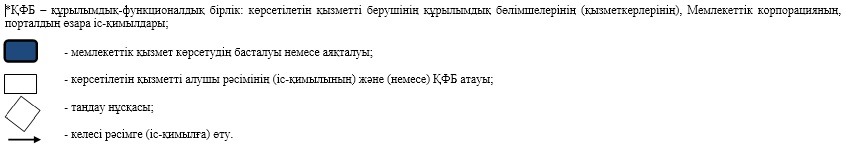 *ҚФБ – құрылымдық-функционалдық бірлік: көрсетілетін қызметті берушінің құрылымдық бөлімшелерінің (қызметкерлерінің), Мемлекеттік корпорацияның,
порталдың өзара іс-қимылдары;
- мемлекеттік қызмет көрсетудің басталуы немесе аяқталуы;
- көрсетілетін қызметті алушы рәсімінің (іс-қимылының) және (немесе) ҚФБ атауы;
- таңдау нұсқасы;
- келесі рәсімге (іс-қимылға) өту.